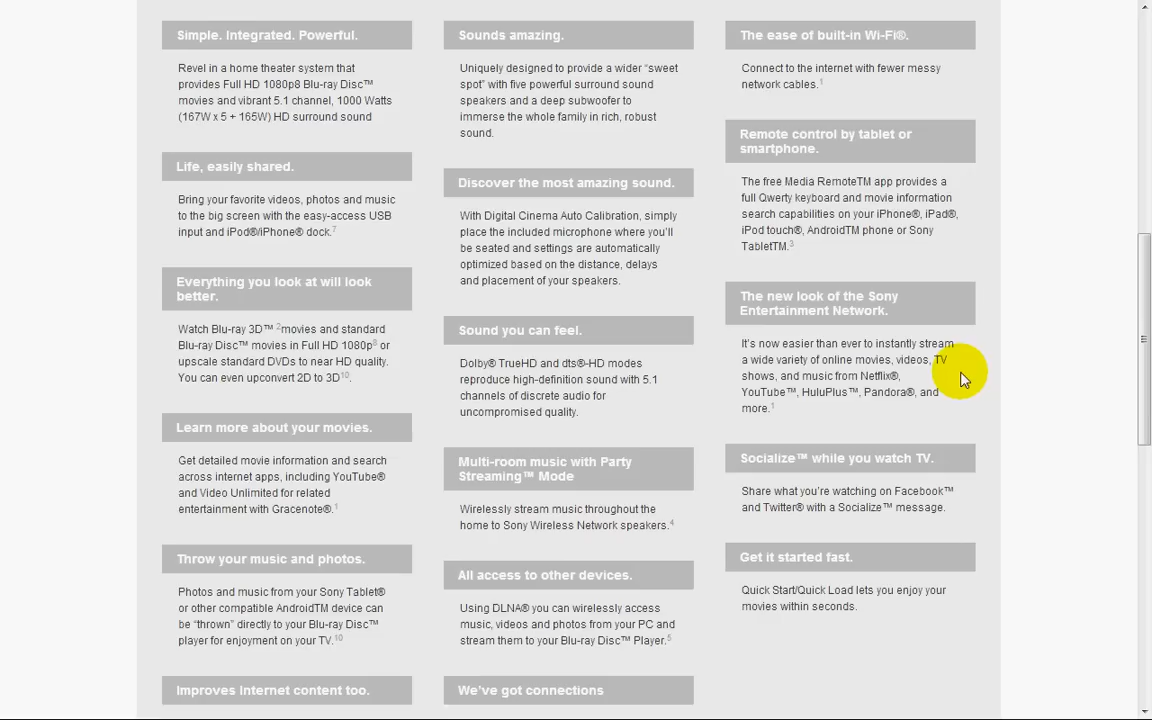 Simple. Integrated. Powerful.
Revel in a home theater system that
provides Full HD 1080p8 Blu-ray Disc™
movies and vibrant 5.1 channel, 1000 Watts
(167W x 5 + 165W) HD surround sound
Life, easily shared.
Bring your favorite videos, photos and music
to the big screen with the easy-access USB
input and iPod®/iPhone® dock.7
Everything you look at will look
better.
Watch Blu-ray 3D™ 2movies and standard
Blu-ray Disc™ movies in Full HD 1080p8 or
upscale standard DVDs to near HD quality.
You can even upconvert 2D to 3D10.
Learn more about your movies.
Get detailed movie information and search
across internet apps, including YouTube®
and Video Unlimited for related
entertainment with Gracenote®.1
Throw your music and photos.
Photos and music from your Sony Tablet®
or other compatible AndroidTM device can
be “thrown” directly to your Blu-ray Disc™
player for enjoyment on your TV.10
Improves Internet content too.
Sounds amazing.
Uniquely designed to provide a wider “sweet
spot” with five powerful surround sound
speakers and a deep subwoofer to
immerse the whole family in rich, robust
sound.
Discover the most amazing sound.
With Digital Cinema Auto Calibration, simply
place the included microphone where you’ll
be seated and settings are automatically
optimized based on the distance, delays
and placement of your speakers.
Sound you can feel.
Dolby® TrueHD and dts®-HD modes
reproduce high-definition sound with 5.1
channels of discrete audio for
uncompromised quality.
Multi-room music with Party
Streaming™ Mode
Wirelessly stream music throughout the
home to Sony Wireless Network speakers.4
All access to other devices.
Using DLNA® you can wirelessly access
music, videos and photos from your PC and
stream them to your Blu-ray Disc™ Player.5
We’ve got connections
The ease of built-in Wi-Fi®.
Connect to the internet with fewer messy
network cables.1
Remote control by tablet or
smartphone.
The free Media RemoteTM app provides a
full Qwerty keyboard and movie information
search capabilities on your iPhone®, iPad®,
iPod touch®, AndroidTM phone or Sony
TabletTM.3
The new look of the Sony
Entertainment Network.
It’s now easier than ever to instantly stream
a wide variety of online movies, videos, TV
shows, and music from Netflix®,
YouTube™, HuluPlus™, Pandora®, and
more.1
Socialize™ while you watch TV.
Share what you’re watching on Facebook™
and Twitter® with a Socialize™ message.
Get it started fast.
Quick Start/Quick Load lets you enjoy your
movies within seconds.